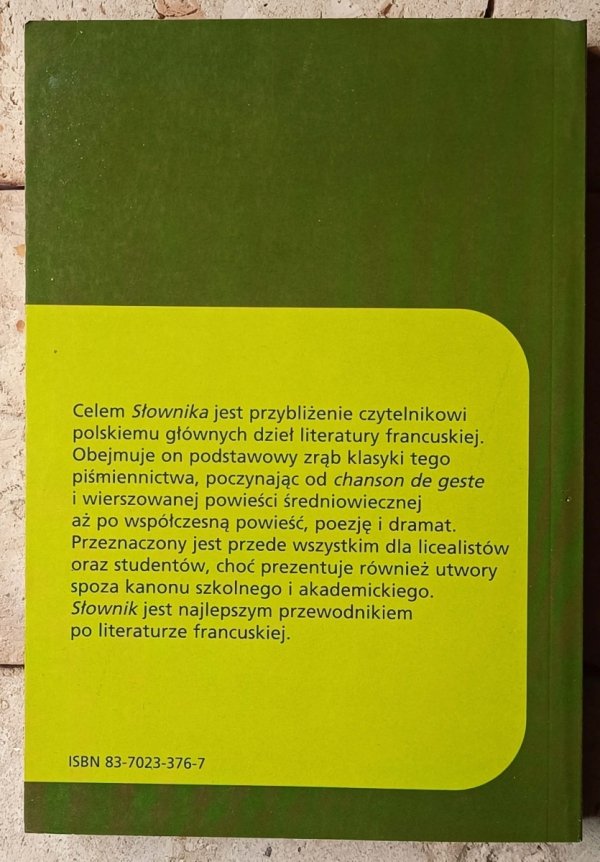 Celem Słownika jest przybliżenie czytelnikowi
polskiemu głównych dzieł literatury francuskiej.
Obejmuje on podstawowy zrąb klasyki tego
piśmiennictwa, poczynając od chanson de geste
i wierszowanej powieści średniowiecznej
aż po współczesną powieść, poezję i dramat.
Przeznaczony jest przede wszystkim dla licealistów
oraz studentów, choć prezentuje również utwory
spoza kanonu szkolnego i akademickiego.
Słownik jest najlepszym przewodnikiem
po literaturze francuskiej.
ISBN 83-7023-376-7